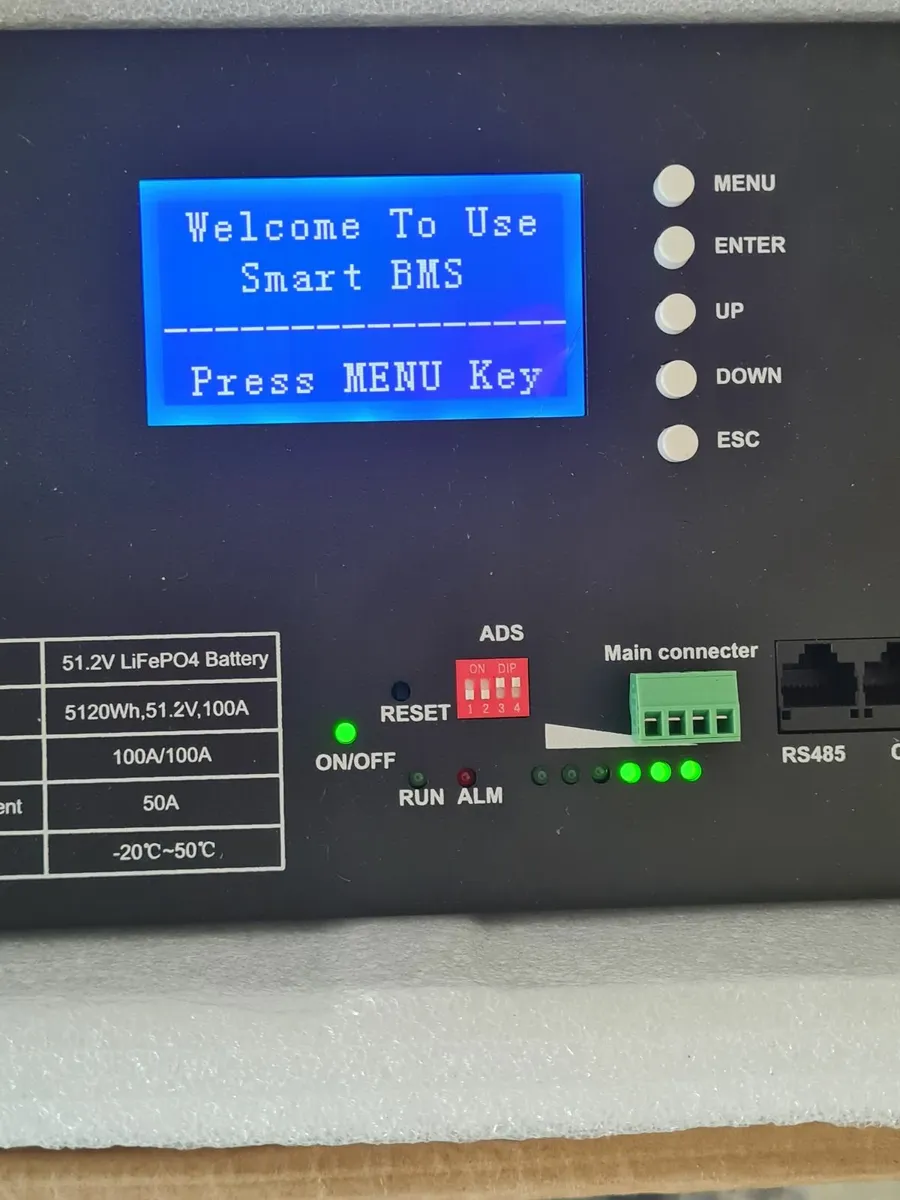 Welcome To Use
Smart BMS
---------------
Press MENU Key
MENU
ENTER
UP
DOWN
ESC
51.2V LiFePO4 Battery
5120Wh,51.2V,100A
100A/100A
ent 50A
-20℃~50℃
ADS
ON DIP
1 2 3 4
RESET
ON/OFF
RUN ALM
Main connecter
RS485
C